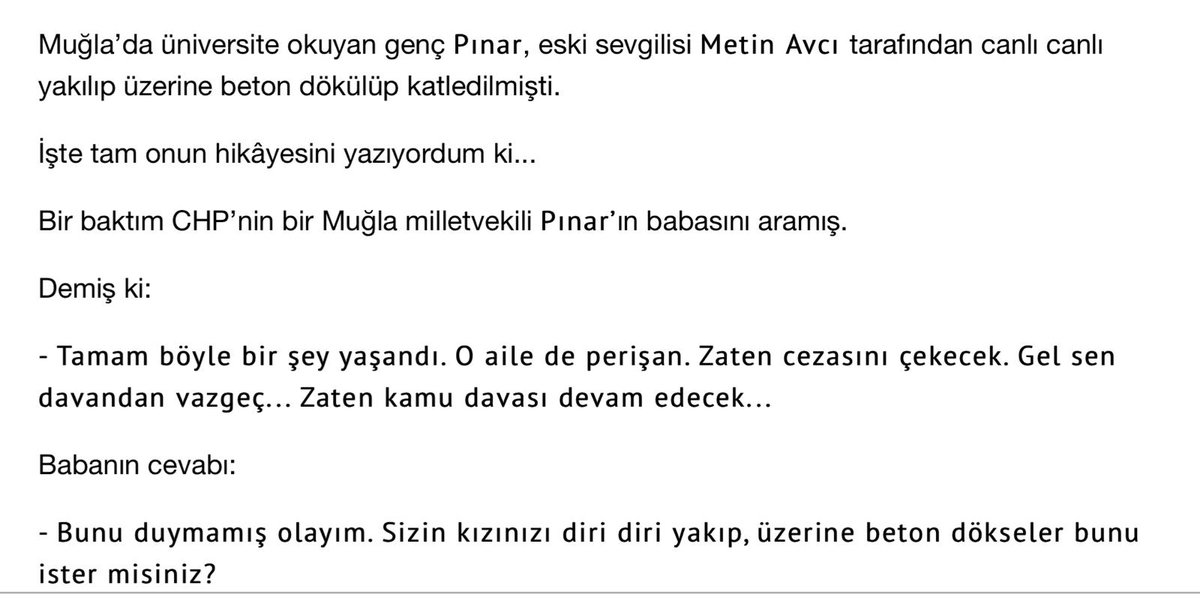 Muğla’da üniversite okuyan genç Pınar, eski sevgilisi Metin Avcı tarafından canlı canlı
yakılıp üzerine beton dökülüp katledilmişti.
İşte tam onun hikâyesini yazıyordum ki...
Bir baktım CHP’nin bir Muğla milletvekili Pınar’ın babasını aramış.
Demiş ki:
- Tamam böyle bir şey yaşandı. O aile de perişan. Zaten cezasını çekecek. Gel sen
davandan vazgeç... Zaten kamu davası devam edecek...
Babanın cevabı:
- Bunu duymamış olayım. Sizin kızınızı diri diri yakıp, üzerine beton dökseler bunu
ister misiniz?